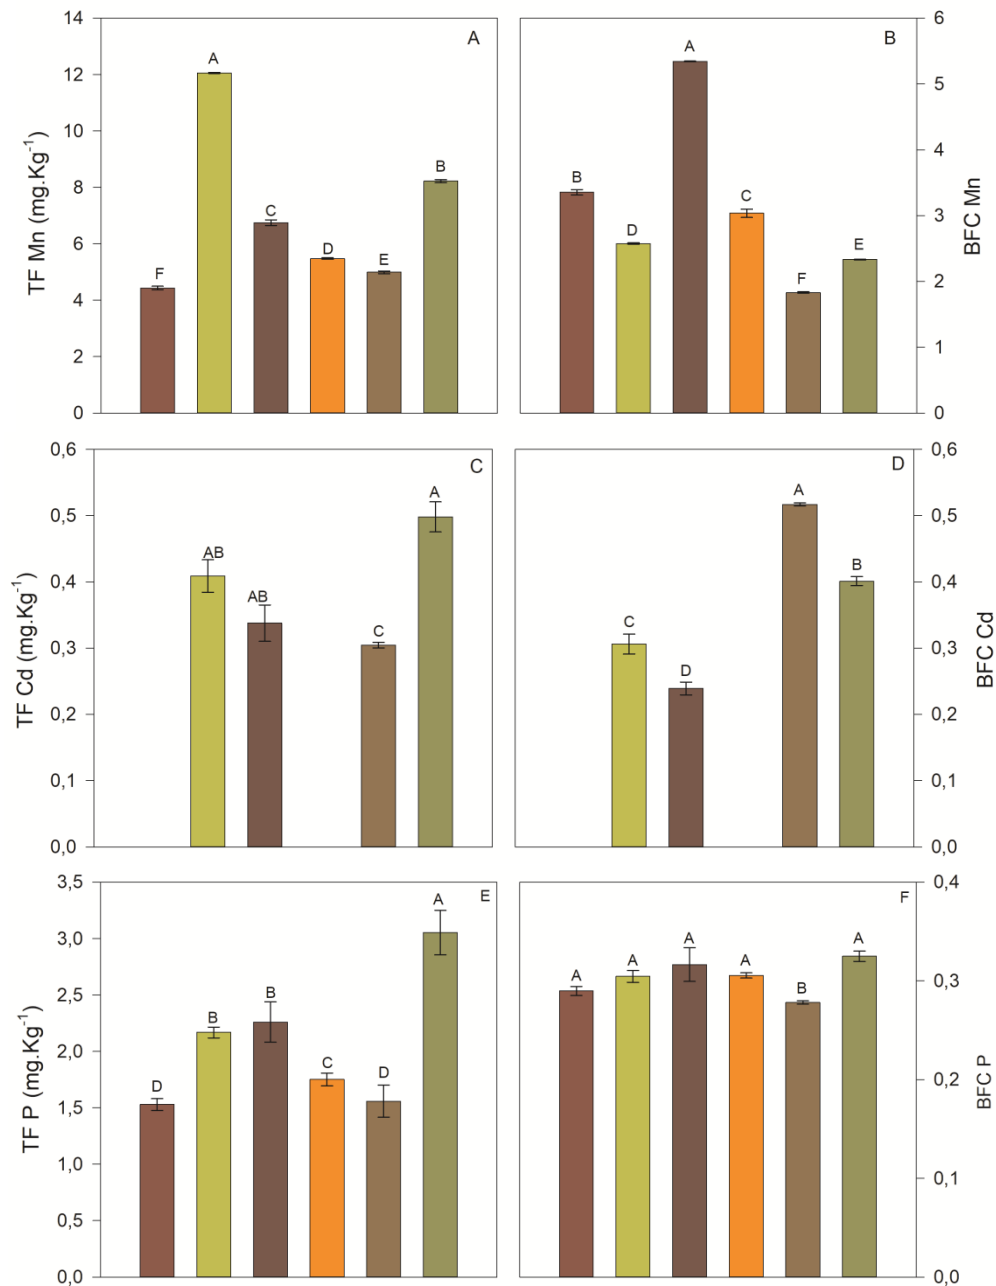 14
12
10
8
6
4
2
0
TF Mn (mg.Kg⁻¹)
A
F
A
C
D
E
B
B
B
D
A
C
F
E
6
5
4
3
2
1
0
BFC Mn
0,6
0,5
0,4
0,3
0,2
0,1
0,0
TF Cd (mg.Kg⁻¹)
C
AB
AB
C
A
D
C
D
A
B
0,6
0,5
0,4
0,3
0,2
0,1
0,0
BFC Cd
3,5
3,0
2,5
2,0
1,5
1,0
0,5
0,0
TF P (mg.Kg⁻¹)
E
D
B
B
C
D
A
F
A
A
A
A
B
A
0,4
0,3
0,2
0,1
0,0
BFC P